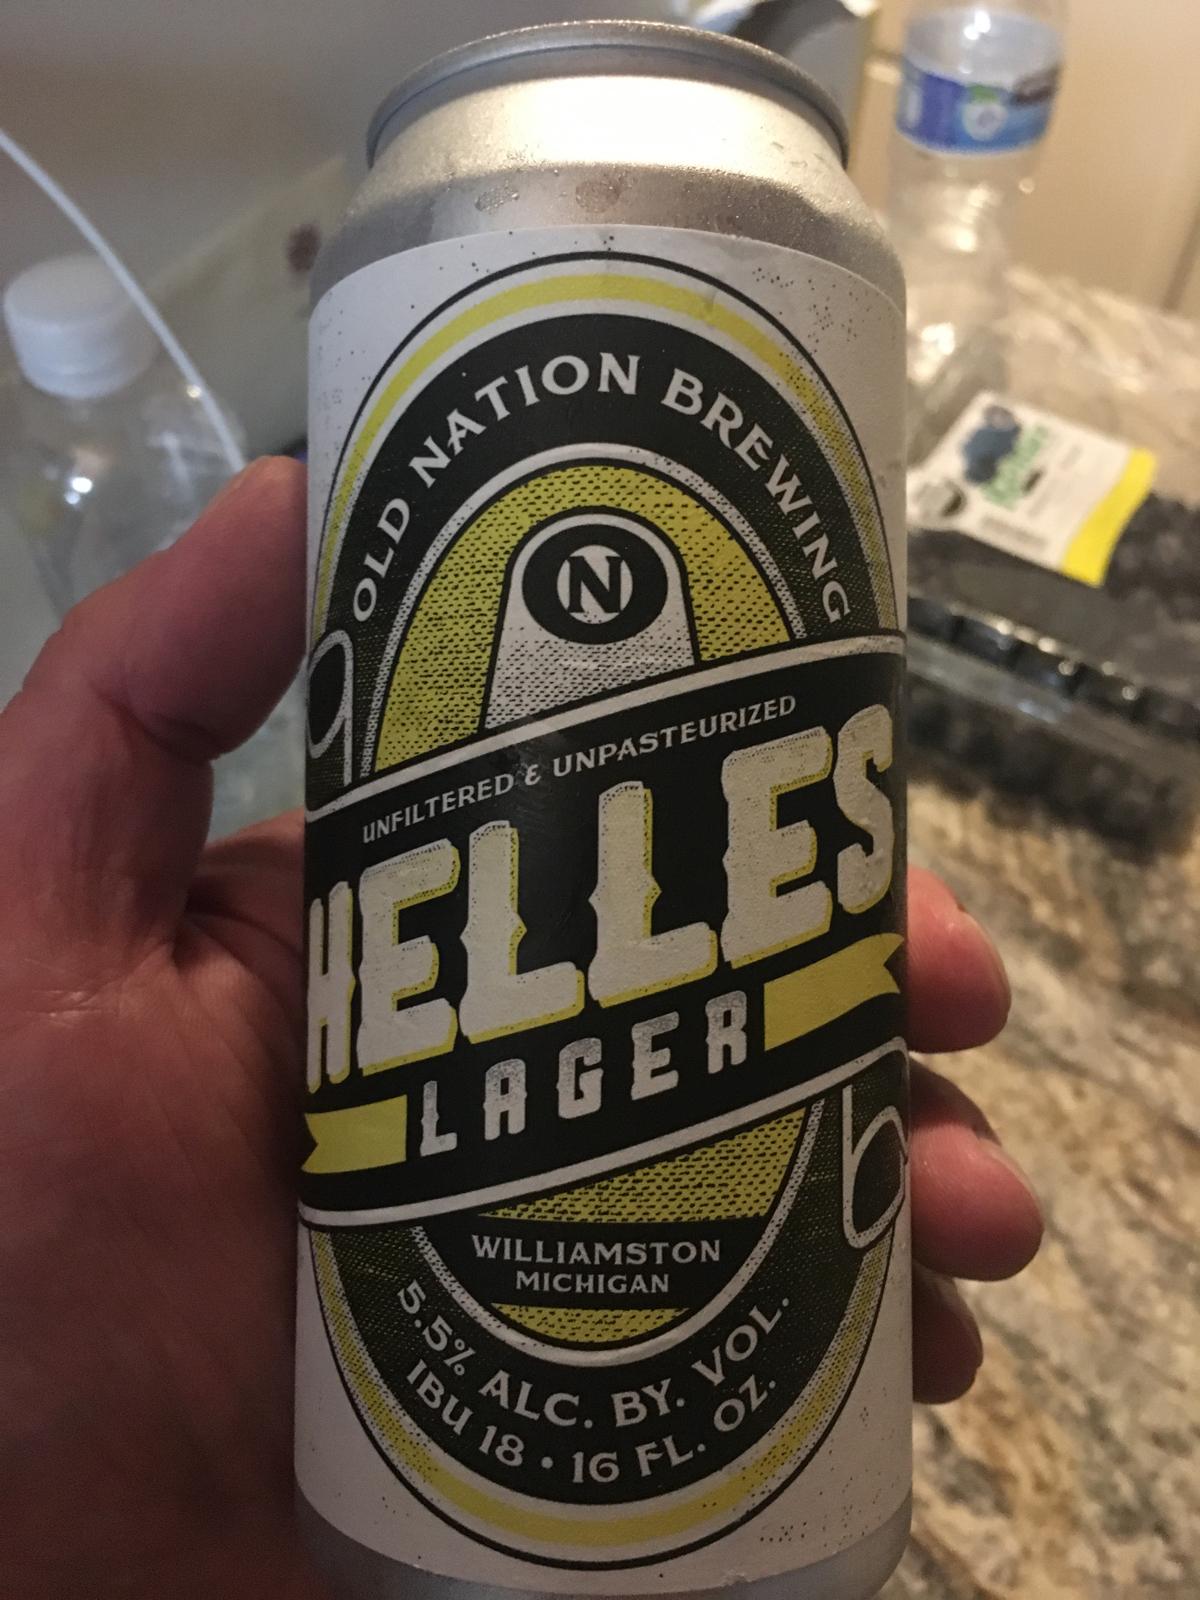 OLD NATION BREWING
N
UNFILTERED & UNPASTEURIZED
HELLES
LAGER
WILLIAMSTON
MICHIGAN
5.5% ALC. BY. VOL.
IBU 18 · 16 FL. OZ.